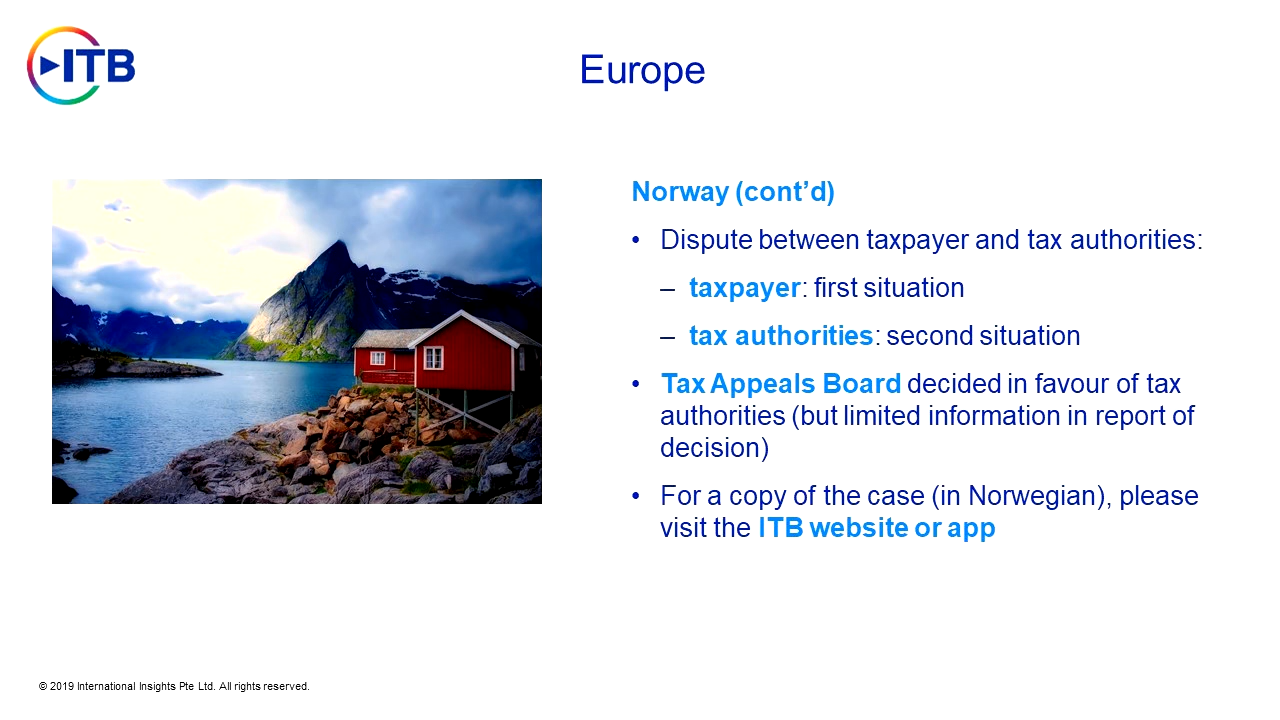 ITB
Europe
Norway (cont’d)
• Dispute between taxpayer and tax authorities:
– taxpayer: first situation
– tax authorities: second situation
• Tax Appeals Board decided in favour of tax
authorities (but limited information in report of
decision)
• For a copy of the case (in Norwegian), please
visit the ITB website or app
© 2019 International Insights Pte Ltd. All rights reserved.